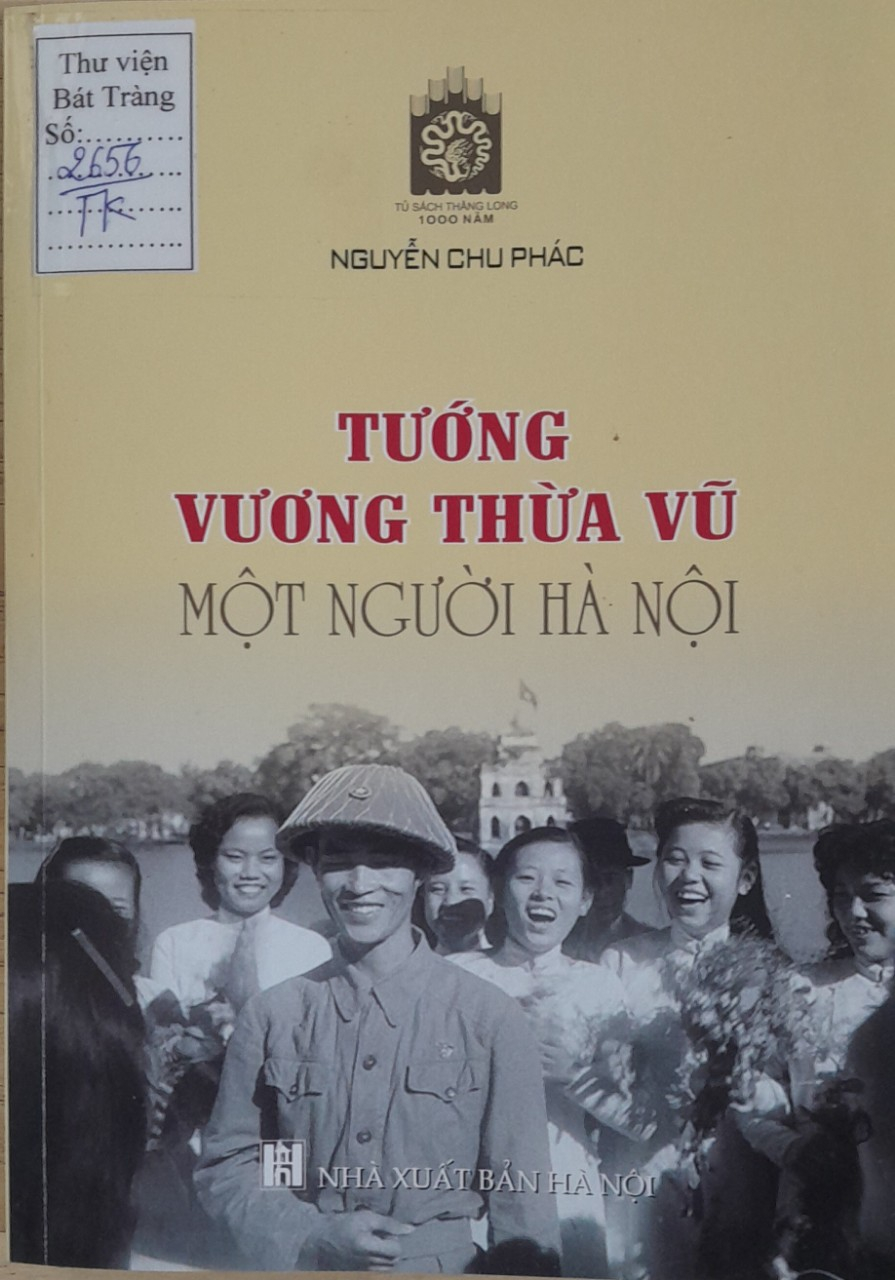 Thư viện
Bát Tràng
Số:...........
2656
TK
TỦ SÁCH THĂNG LONG
1000 NĂM
NGUYỄN CHU PHÁC
TƯỚNG
VƯƠNG THỪA VŨ
MỘT NGƯỜI HÀ NỘI
NHÀ XUẤT BẢN HÀ NỘI